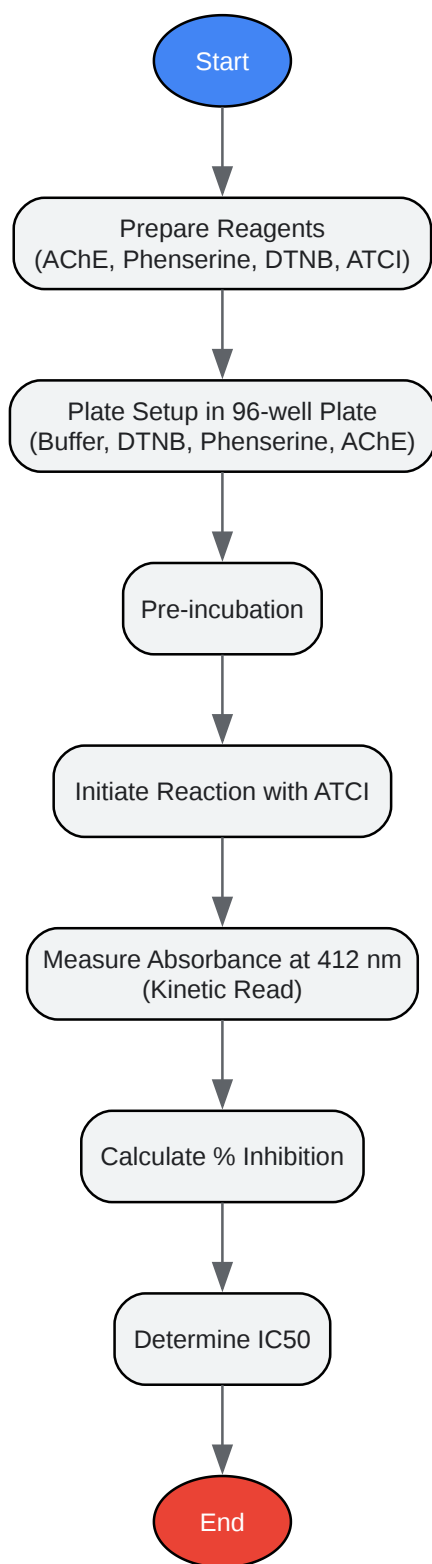 Start
Prepare Reagents
(AChE, Phenserine, DTNB, ATCI)
Plate Setup in 96-well Plate
(Buffer, DTNB, Phenserine, AChE)
Pre-incubation
Initiate Reaction with ATCI
Measure Absorbance at 412 nm
(Kinetic Read)
Calculate % Inhibition
Determine IC50
End